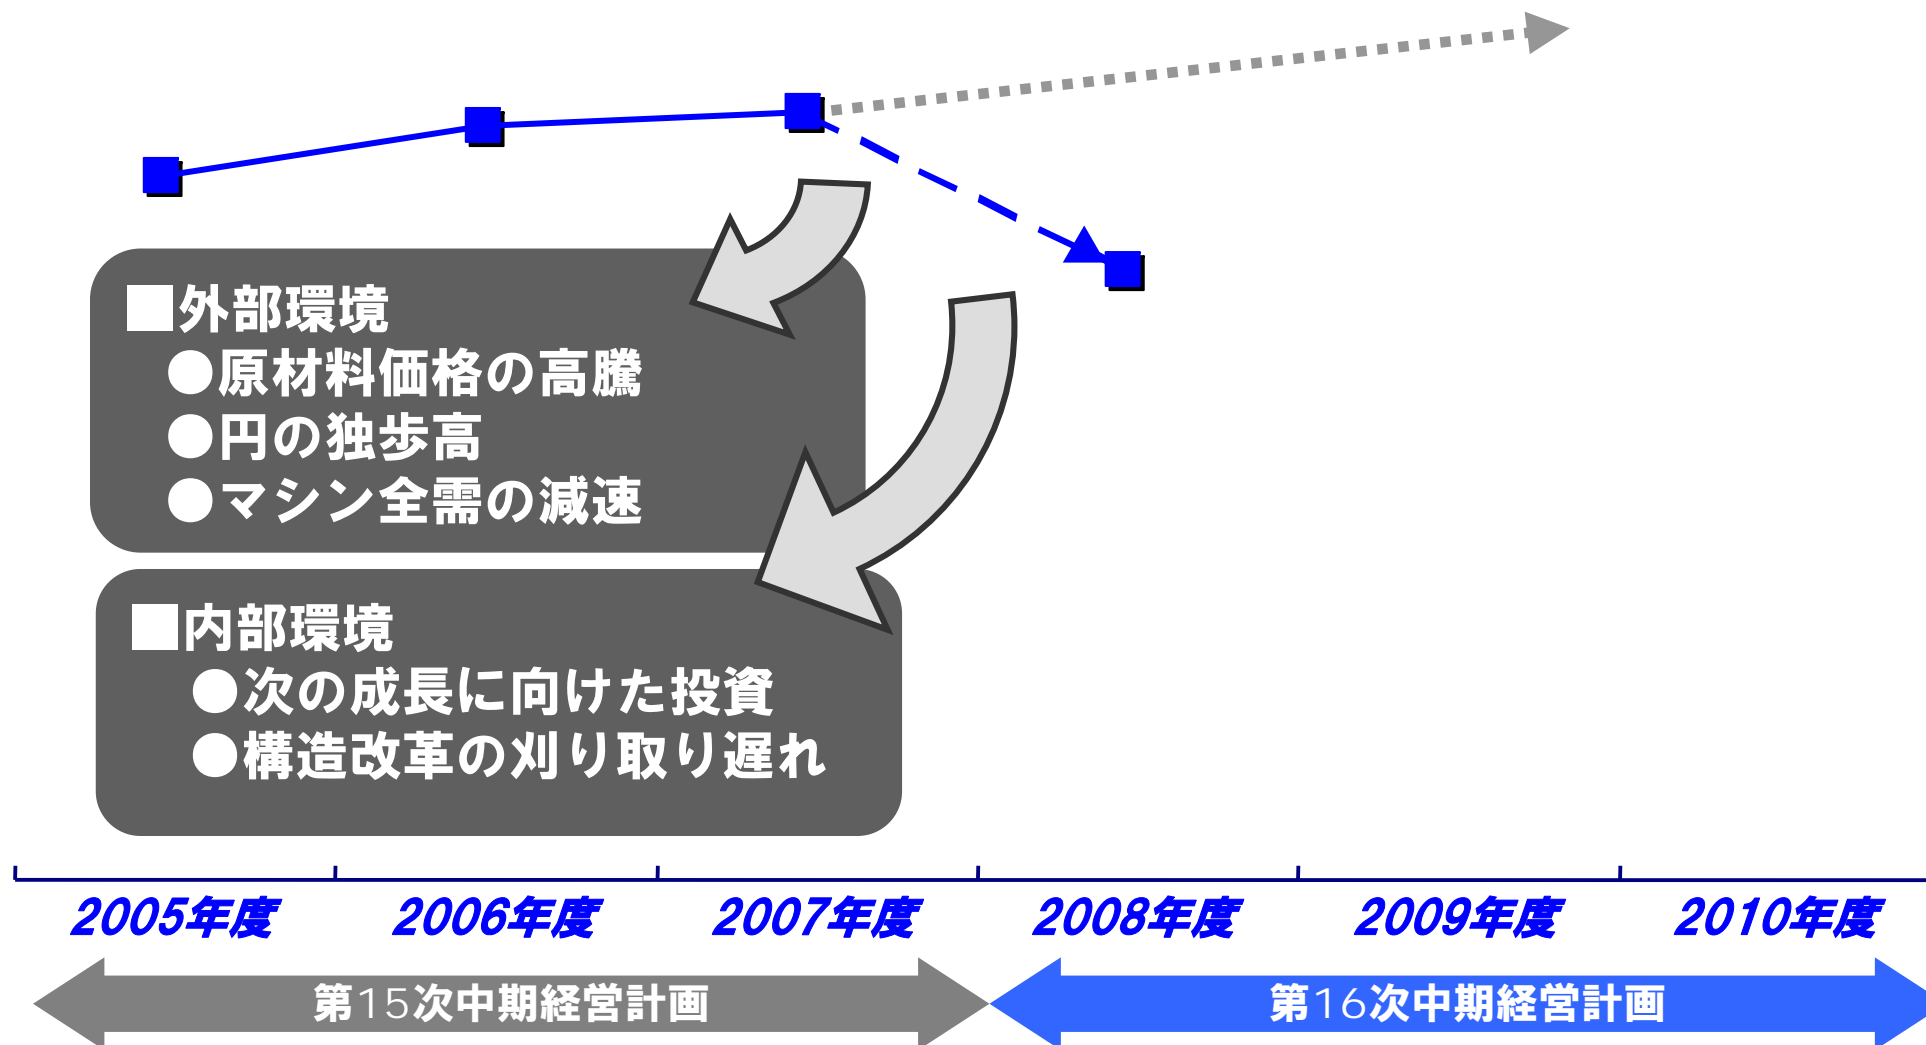 ■外部環境
●原材料価格の高騰
●円の独歩高
●マシン全需の減速
■内部環境
●次の成長に向けた投資
●構造改革の刈り取り遅れ
2005年度 2006年度 2007年度 2008年度 2009年度 2010年度
第15次中期経営計画 第16次中期経営計画